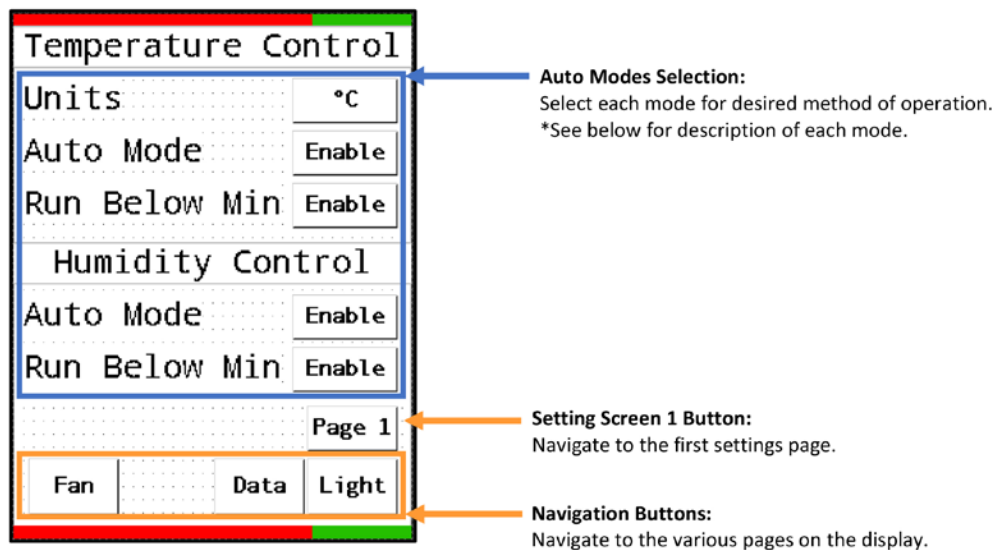 Temperature Control
Units °C
Auto Mode Enable
Run Below Min Enable
Humidity Control
Auto Mode Enable
Run Below Min Enable
Page 1
Fan Data Light
Auto Modes Selection:
Select each mode for desired method of operation.
*See below for description of each mode.
Setting Screen 1 Button:
Navigate to the first settings page.
Navigation Buttons:
Navigate to the various pages on the display.